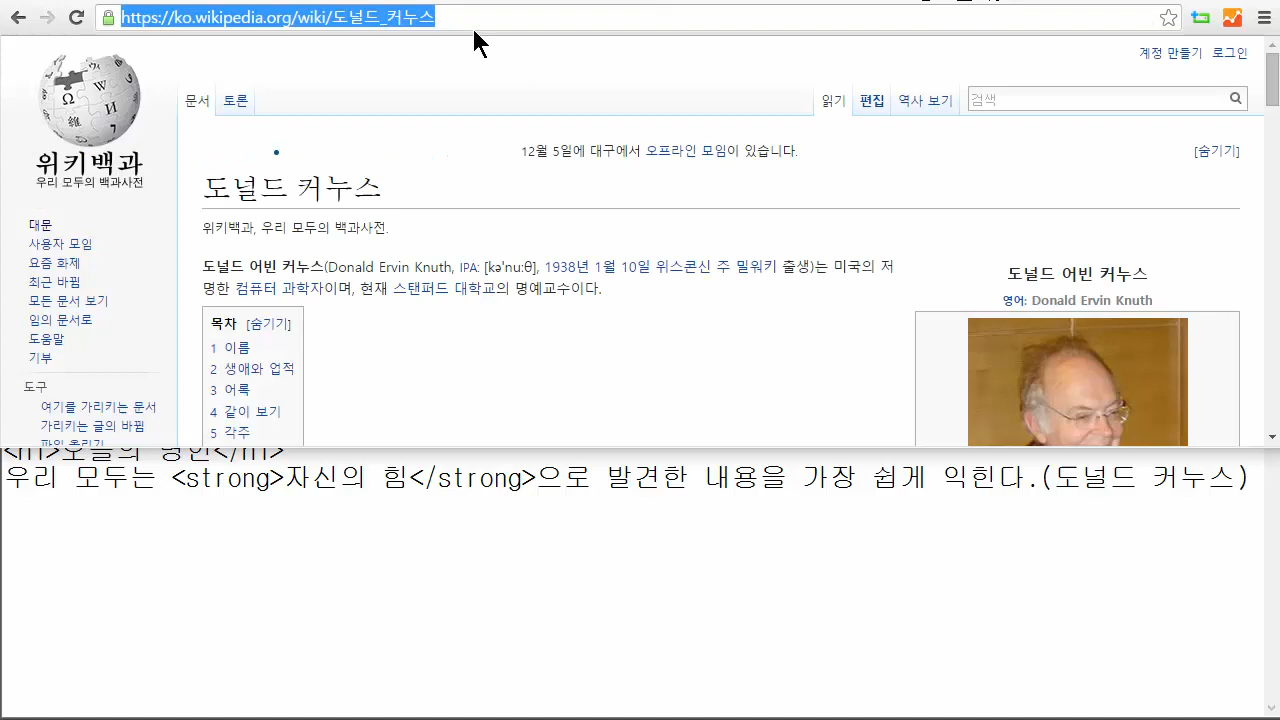 https://ko.wikipedia.org/wiki/도널드_커누스
계정 만들기 로그인
위키백과
우리 모두의 백과사전
문서 토론 읽기 편집 역사 보기 검색
12월 5일에 대구에서 오프라인 모임이 있습니다. [숨기기]
도널드 커누스
위키백과, 우리 모두의 백과사전.
도널드 어빈 커누스(Donald Ervin Knuth, IPA: [kə'nu:θ], 1938년 1월 10일 위스콘신 주 밀워키 출생)는 미국의 저
명한 컴퓨터 과학자이며, 현재 스탠퍼드 대학교의 명예교수이다.
목차 [숨기기]
1 이름
2 생애와 업적
3 어록
4 같이 보기
5 각주
도널드 어빈 커누스
영어: Donald Ervin Knuth
대문
사용자 모임
요즘 화제
최근 바뀜
모든 문서 보기
임의 문서로
도움말
기부
도구
여기를 가리키는 문서
가리키는 글의 바뀜
파일 올리기
<h1>오늘의 명언</h1>
우리 모두는 <strong>자신의 힘</strong>으로 발견한 내용을 가장 쉽게 익힌다.(도널드 커누스)